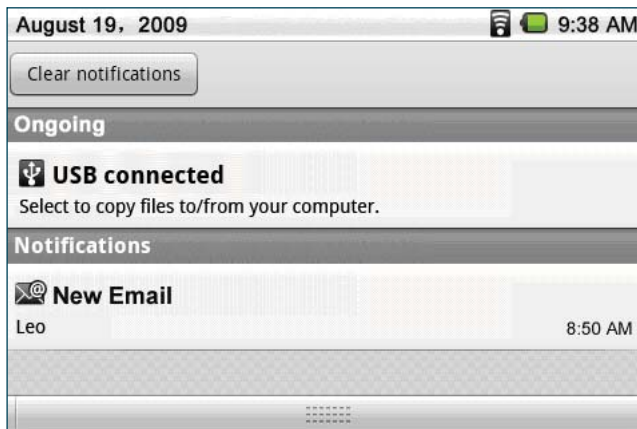 August 19，2009 9:38 AM
Clear notifications
Ongoing
USB connected
Select to copy files to/from your computer.
Notifications
New Email
Leo 8:50 AM